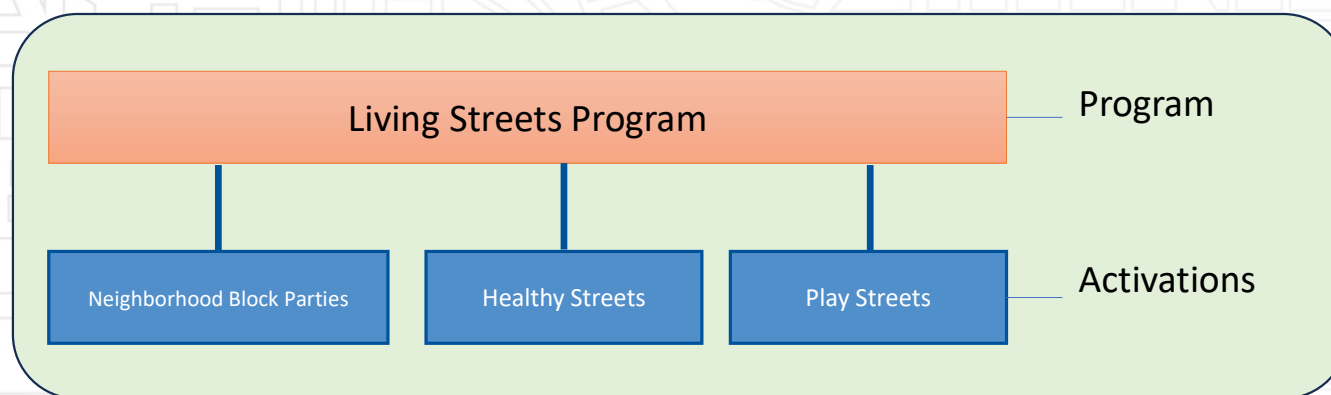 Living Streets Program
Program
Neighborhood Block Parties
Healthy Streets
Play Streets
Activations